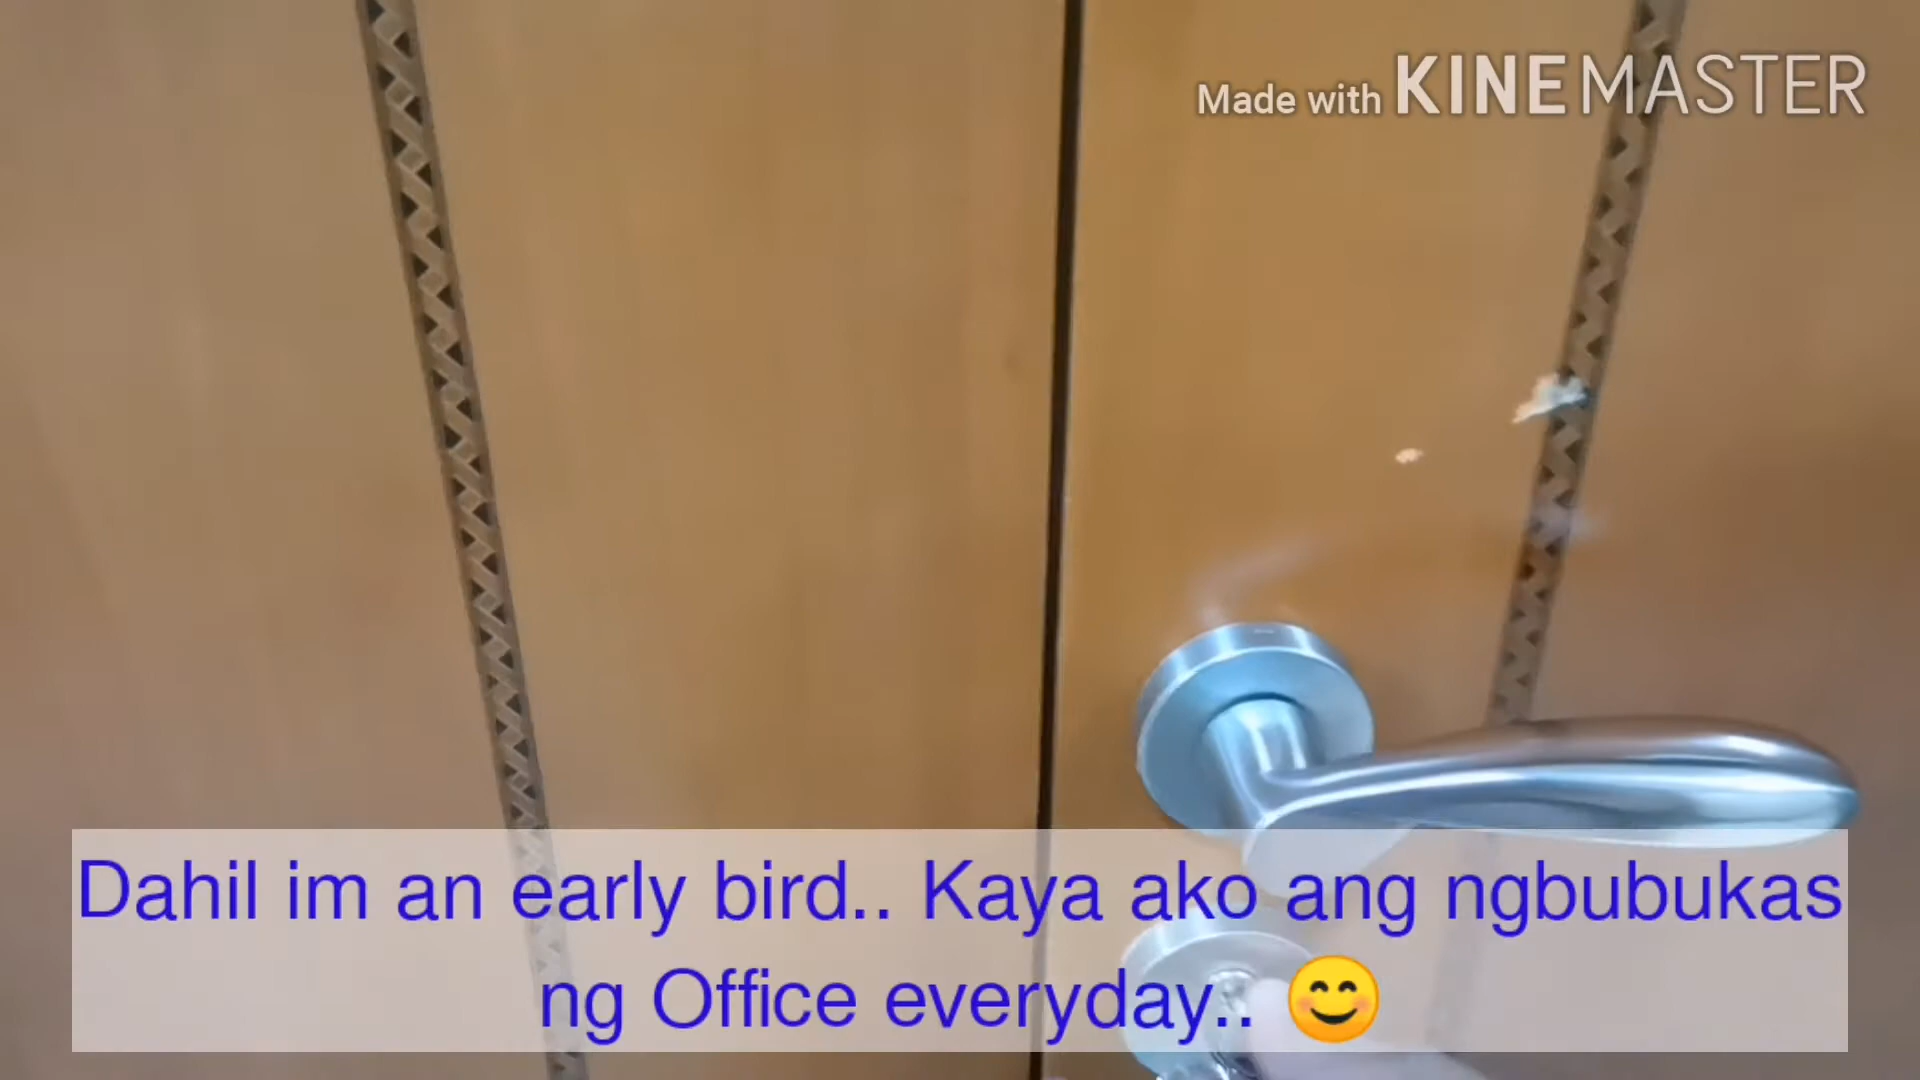 Made with KINEMASTER
Dahil im an early bird.. Kaya ako ang ngbubukas
ng Office everyday.. 😊